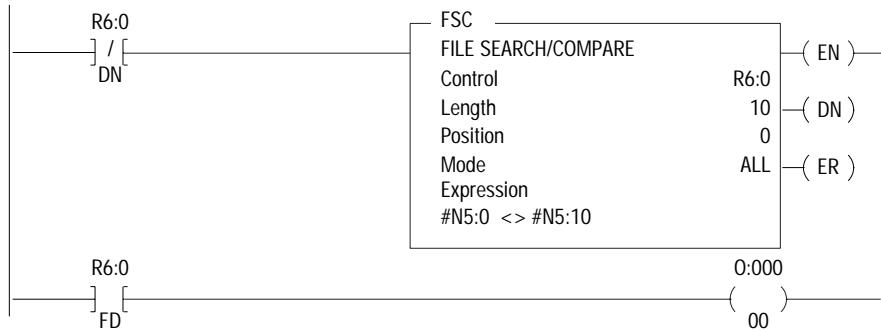 R6:0
/
DN
FSC
FILE SEARCH/COMPARE
Control R6:0
Length 10
Position 0
Mode ALL
Expression
#N5:0 <> #N5:10
EN
DN
ER
R6:0
FD
O:000
00